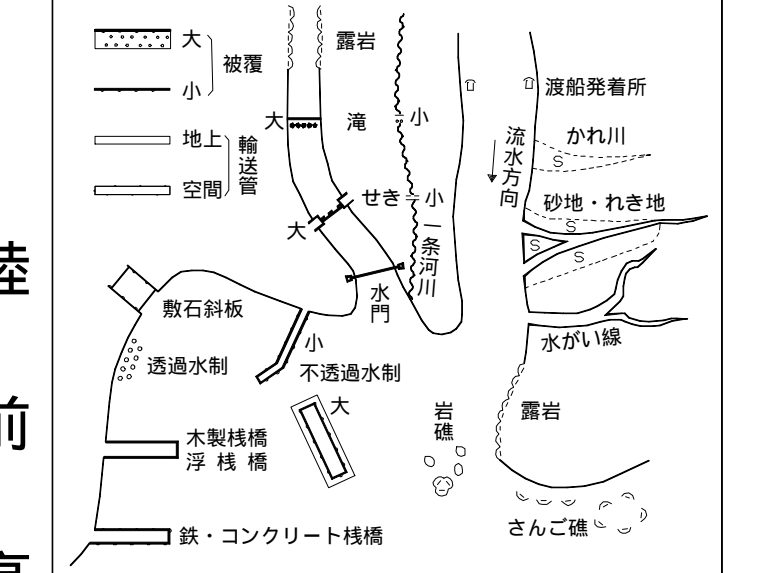 大
小
被覆
地上
空間
輸送管
露岩
大
滝
小
せき
小
大
一条河川
水門
渡船発着所
流水方向
かれ川
S
砂地・れき地
S
S
S
水がい線
敷石斜板
透過水制
小
不透過水制
大
木製桟橋
浮桟橋
鉄・コンクリート桟橋
岩礁
露岩
さんご礁
前